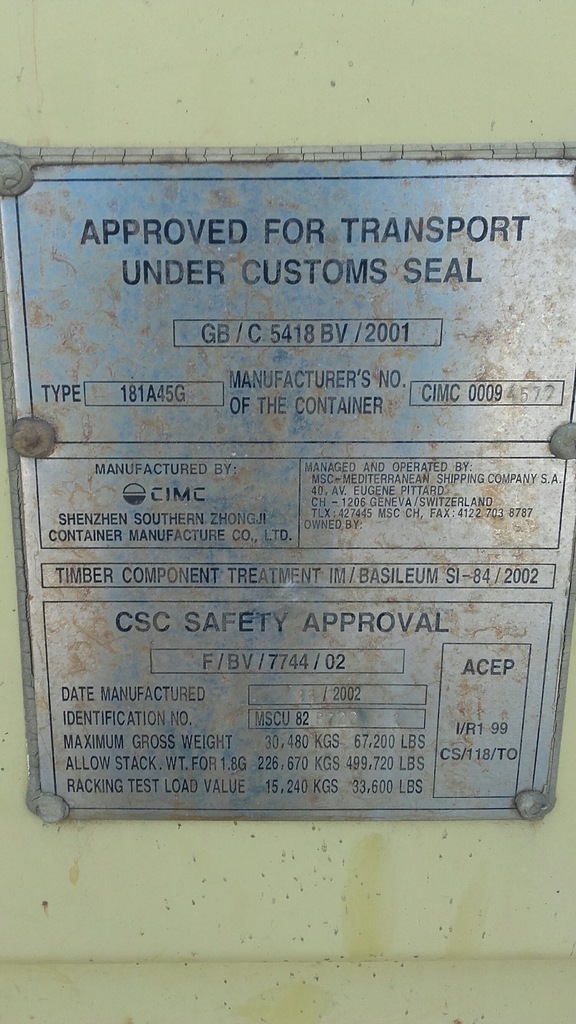 APPROVED FOR TRANSPORT
UNDER CUSTOMS SEAL
GB/C 5418 BV/2001
TYPE 181A45G
MANUFACTURER'S NO.
OF THE CONTAINER
CIMC 0009
MANUFACTURED BY:
CIMC
SHENZHEN SOUTHERN ZHONGJI
CONTAINER MANUFACTURE CO., LTD.
MANAGED AND OPERATED BY:
MSC-MEDITERRANEAN SHIPPING COMPANY S.A.
40, AV. EUGENE PITTARD
CH - 1206 GENEVA/SWITZERLAND
TLX:427445 MSC CH, FAX:4122 703 8787
OWNED BY:
TIMBER COMPONENT TREATMENT IM/BASILEUM SI-84/2002
CSC SAFETY APPROVAL
F/BV/7744/02
DATE MANUFACTURED /2002
IDENTIFICATION NO. MSCU 82
MAXIMUM GROSS WEIGHT 30,480 KGS 67,200 LBS
ALLOW STACK. WT. FOR 1.8G 226,670 KGS 499,720 LBS
RACKING TEST LOAD VALUE 15,240 KGS 33,600 LBS
ACEP
I/R1 99
CS/118/TO